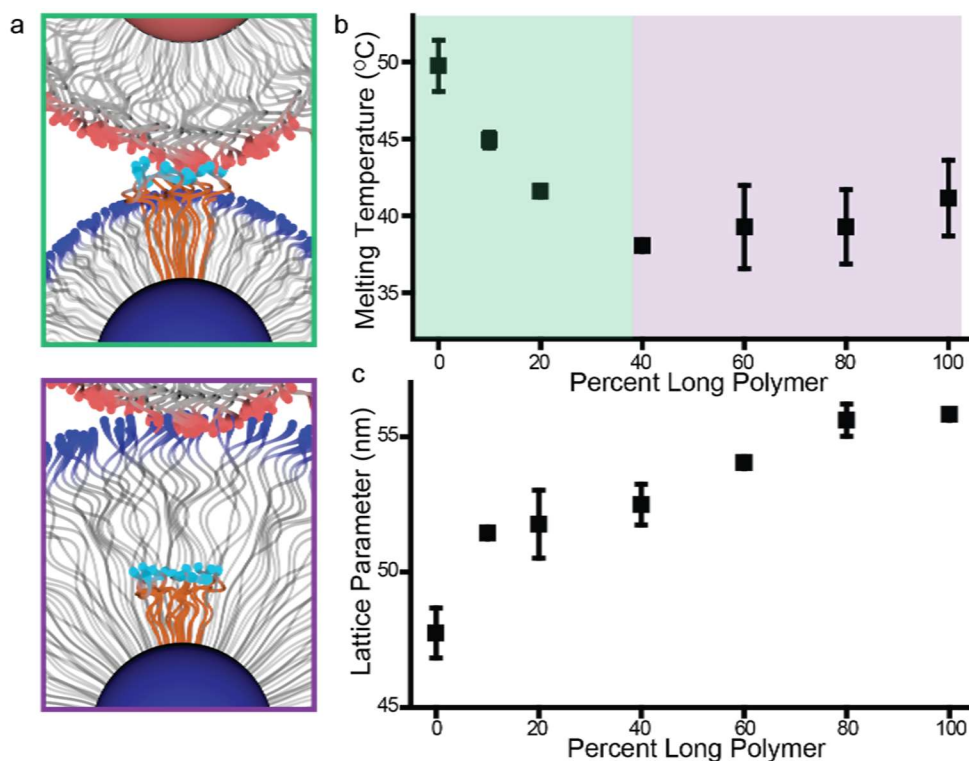 a
b
Melting Temperature (°C)
50
45
40
35
0 20 40 60 80 100
Percent Long Polymer
c
Lattice Parameter (nm)
55
50
45
0 20 40 60 80 100
Percent Long Polymer